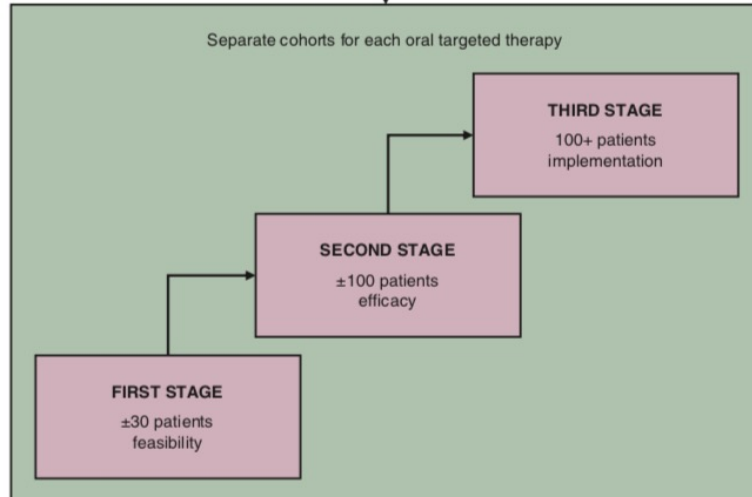 Separate cohorts for each oral targeted therapy
THIRD STAGE
100+ patients
implementation
SECOND STAGE
±100 patients
efficacy
FIRST STAGE
±30 patients
feasibility